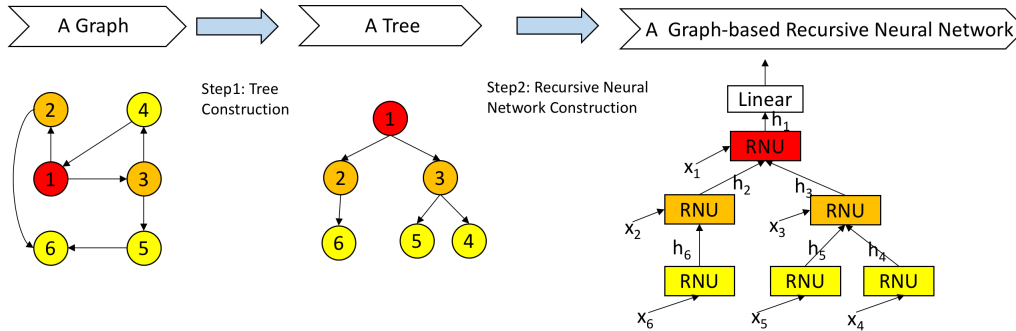 A Graph
A Tree
A Graph-based Recursive Neural Network
Step1: Tree
Construction
Step2: Recursive Neural
Network Construction
2
4
1
3
6
5
1
2
3
6
5
4
Linear
h₁
RNU
x₁
h₂
h₃
RNU
RNU
x₂
x₃
h₆
h₅
h₄
RNU
RNU
RNU
x₆
x₅
x₄